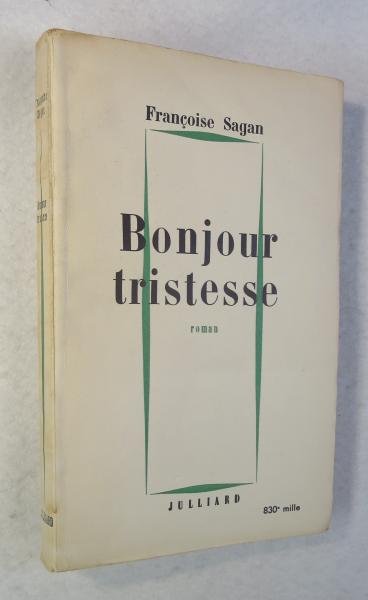 Françoise Sagan
Bonjour
tristesse
roman
JULLIARD
830e mille